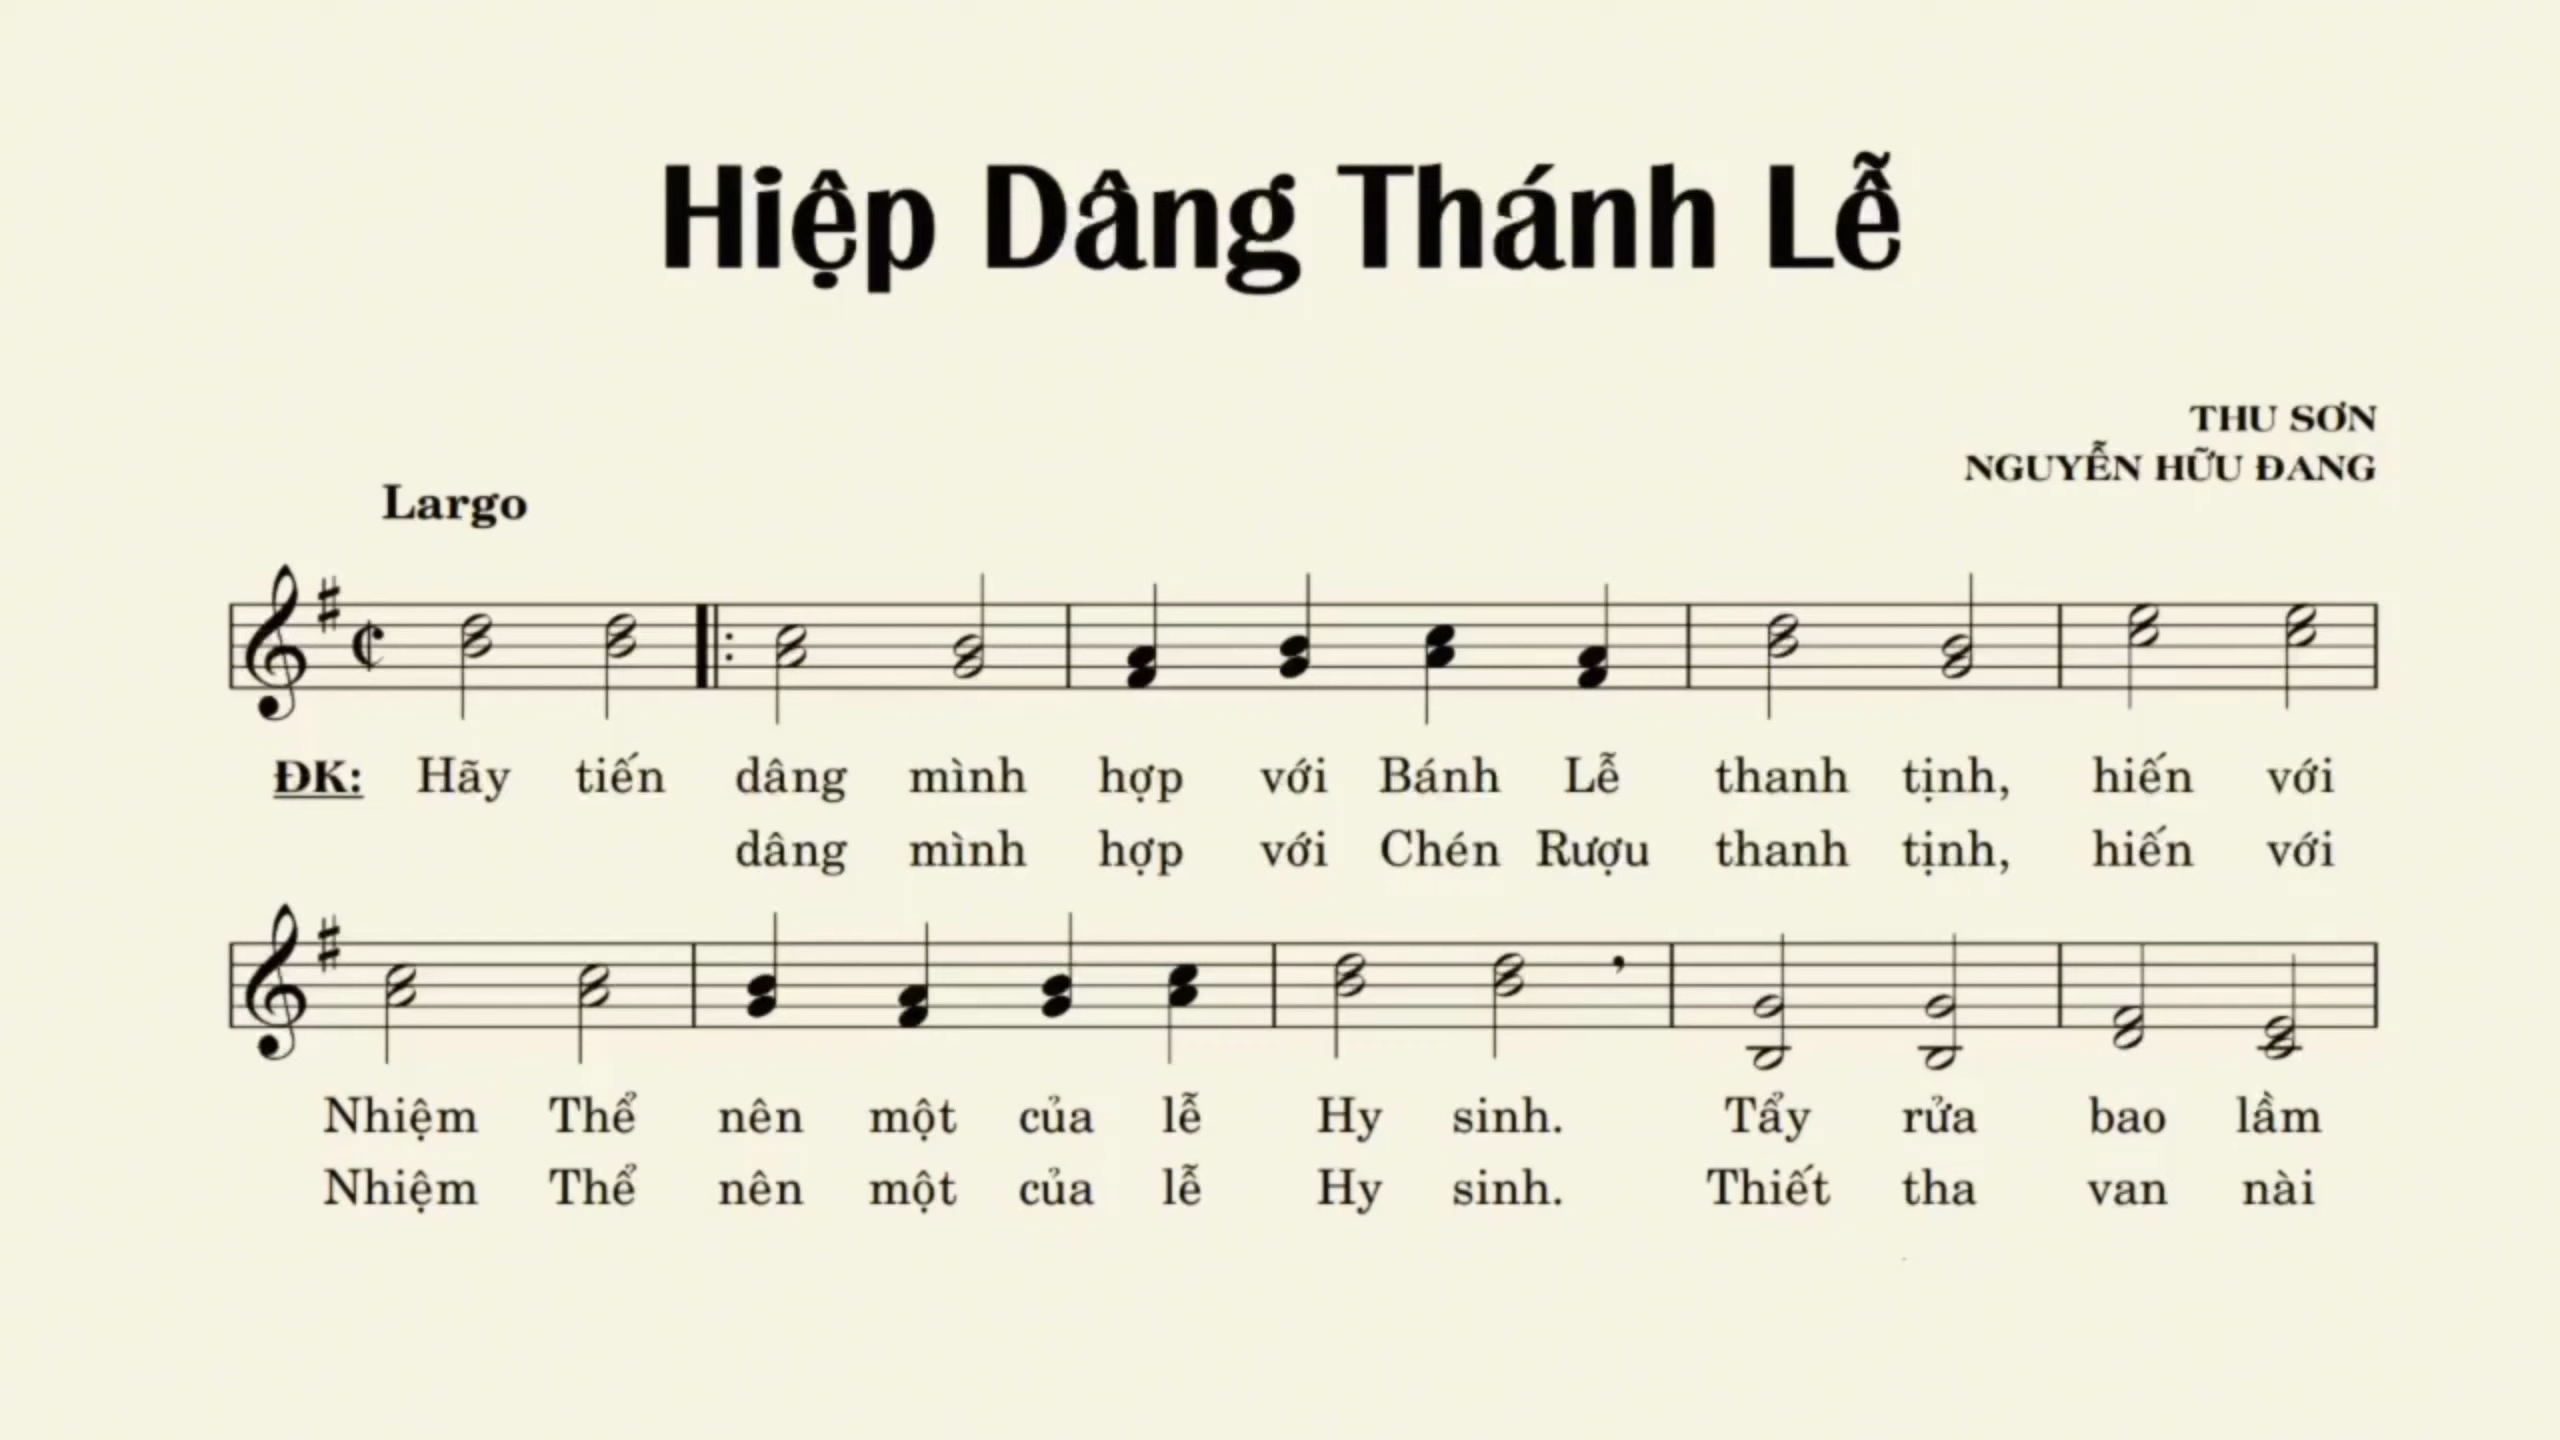 Hiệp Dâng Thánh Lễ
THU SƠN
NGUYỄN HỮU ĐANG
Largo
ĐK: Hãy tiến dâng mình hợp với Bánh Lễ thanh tịnh, hiến với
dâng mình hợp với Chén Rượu thanh tịnh, hiến với
Nhiệm Thể nên một của lễ Hy sinh. Tẩy rửa bao lầm
Nhiệm Thể nên một của lễ Hy sinh. Thiết tha van nài